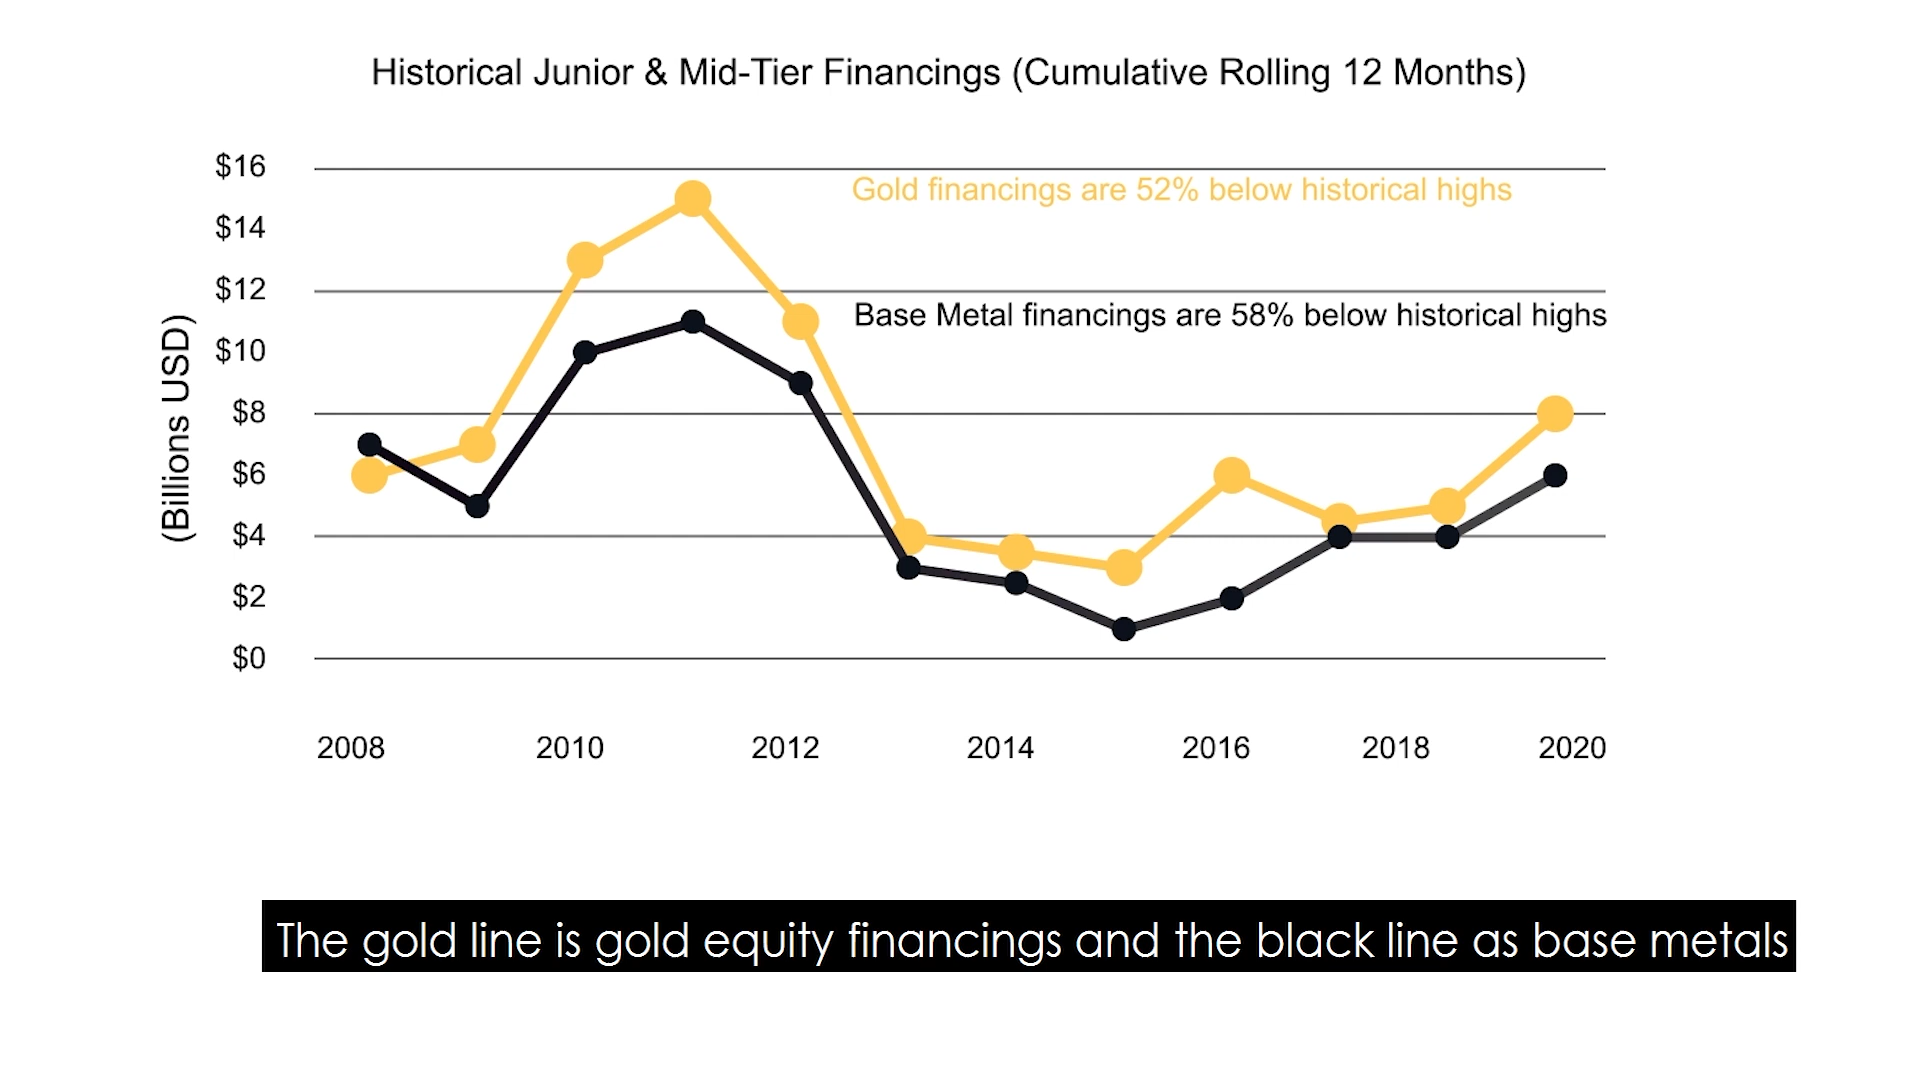 Historical Junior & Mid-Tier Financings (Cumulative Rolling 12 Months)
(Billions USD)
$16
$14
$12
$10
$8
$6
$4
$2
$0
Gold financings are 52% below historical highs
Base Metal financings are 58% below historical highs
2008 2010 2012 2014 2016 2018 2020
The gold line is gold equity financings and the black line as base metals